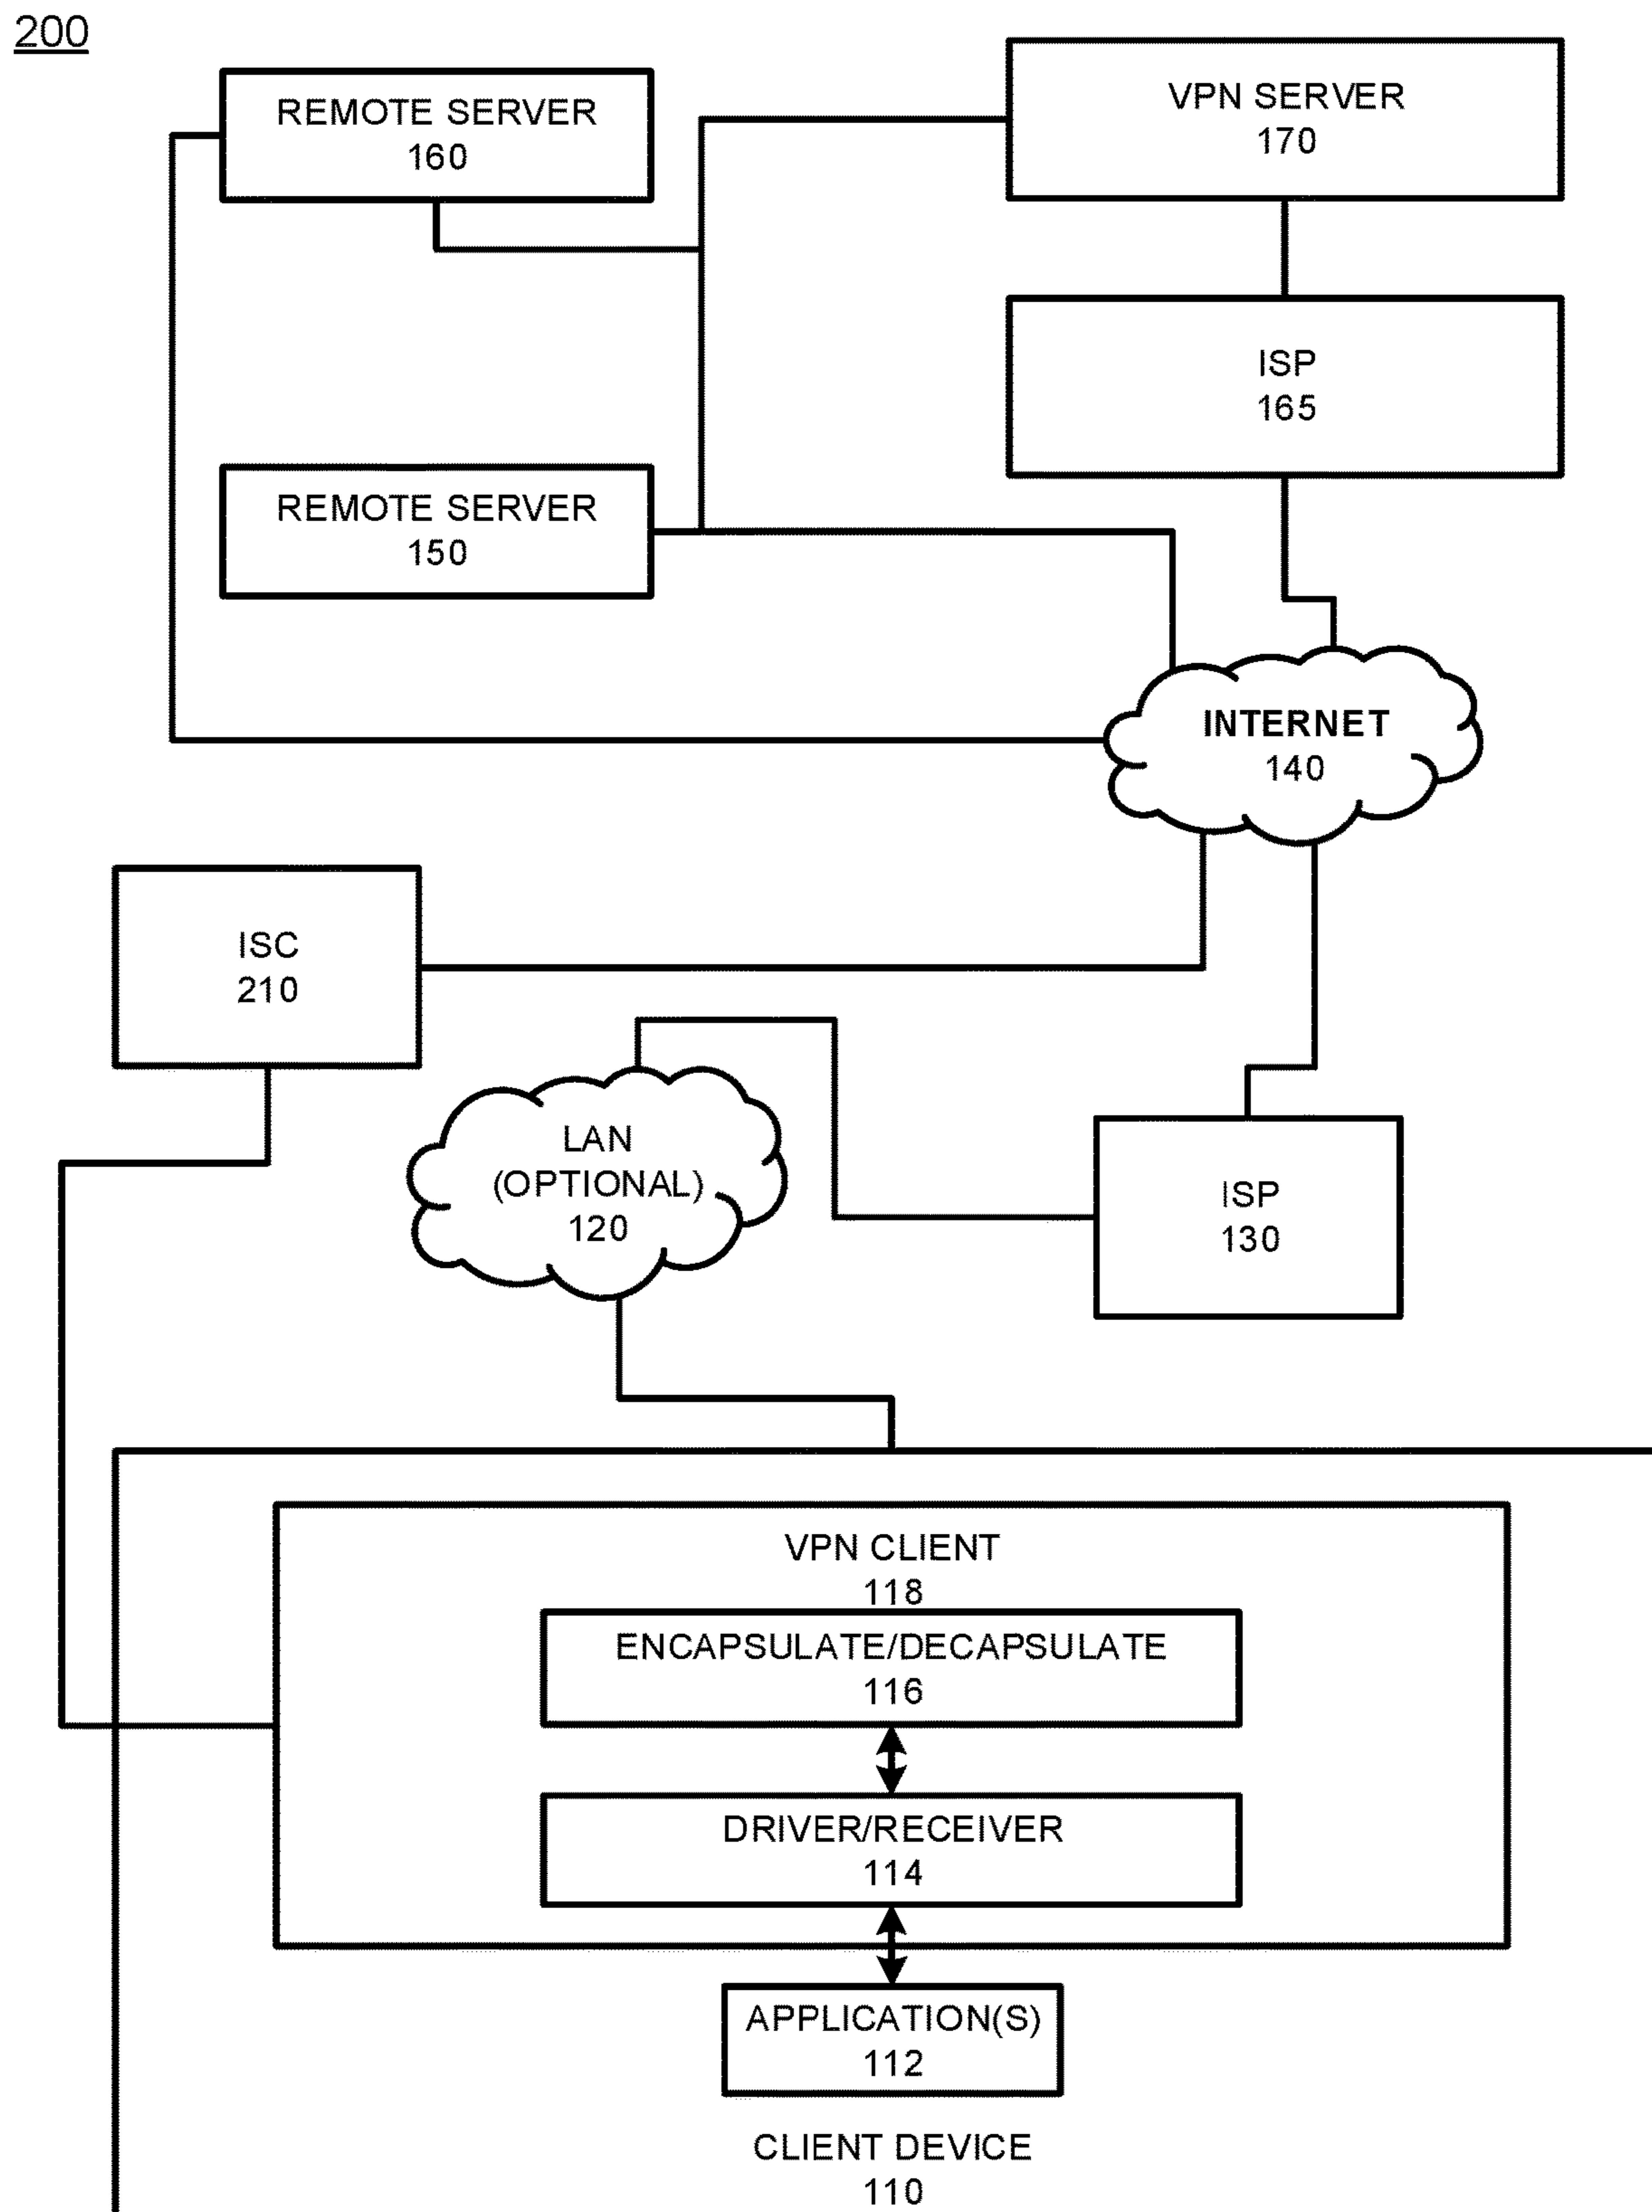 200
REMOTE SERVER
160
VPN SERVER
170
ISP
165
REMOTE SERVER
150
INTERNET
140
ISC
210
LAN
(OPTIONAL)
120
ISP
130
VPN CLIENT
118
ENCAPSULATE/DECAPSULATE
116
DRIVER/RECEIVER
114
APPLICATION(S)
112
CLIENT DEVICE
110